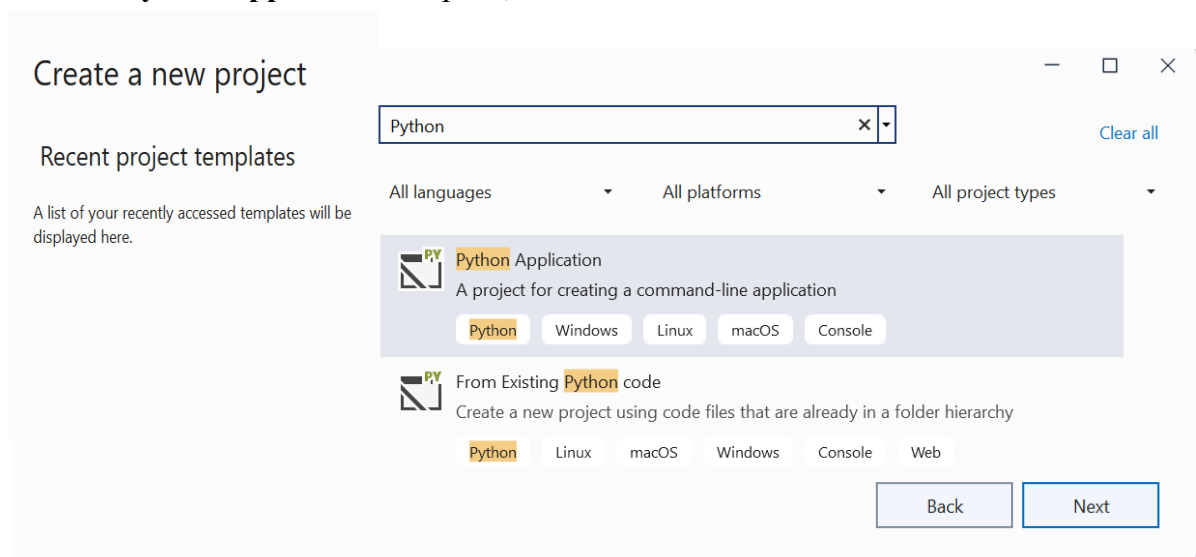 Create a new project
Recent project templates
A list of your recently accessed templates will be
displayed here.
Python
Clear all
All languages
All platforms
All project types
PY
Python Application
A project for creating a command-line application
Python Windows Linux macOS Console
PY
From Existing Python code
Create a new project using code files that are already in a folder hierarchy
Python Linux macOS Windows Console Web
Back Next